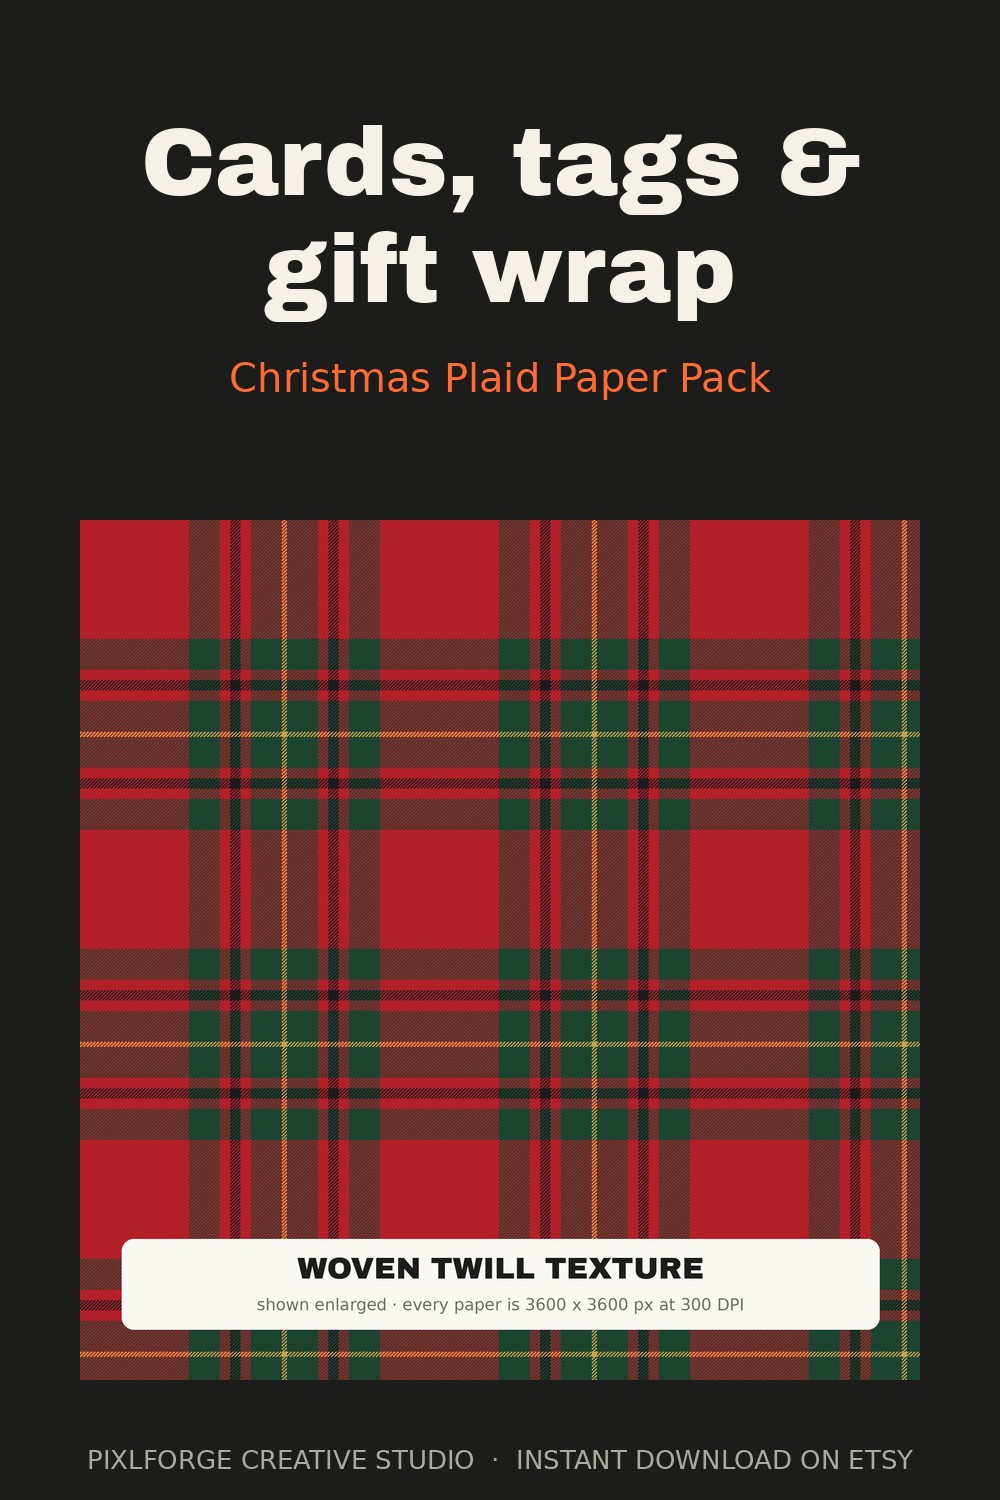 Cards, tags &
gift wrap
Christmas Plaid Paper Pack
WOVEN TWILL TEXTURE
shown enlarged · every paper is 3600 x 3600 px at 300 DPI
PIXLFORGE CREATIVE STUDIO · INSTANT DOWNLOAD ON ETSY